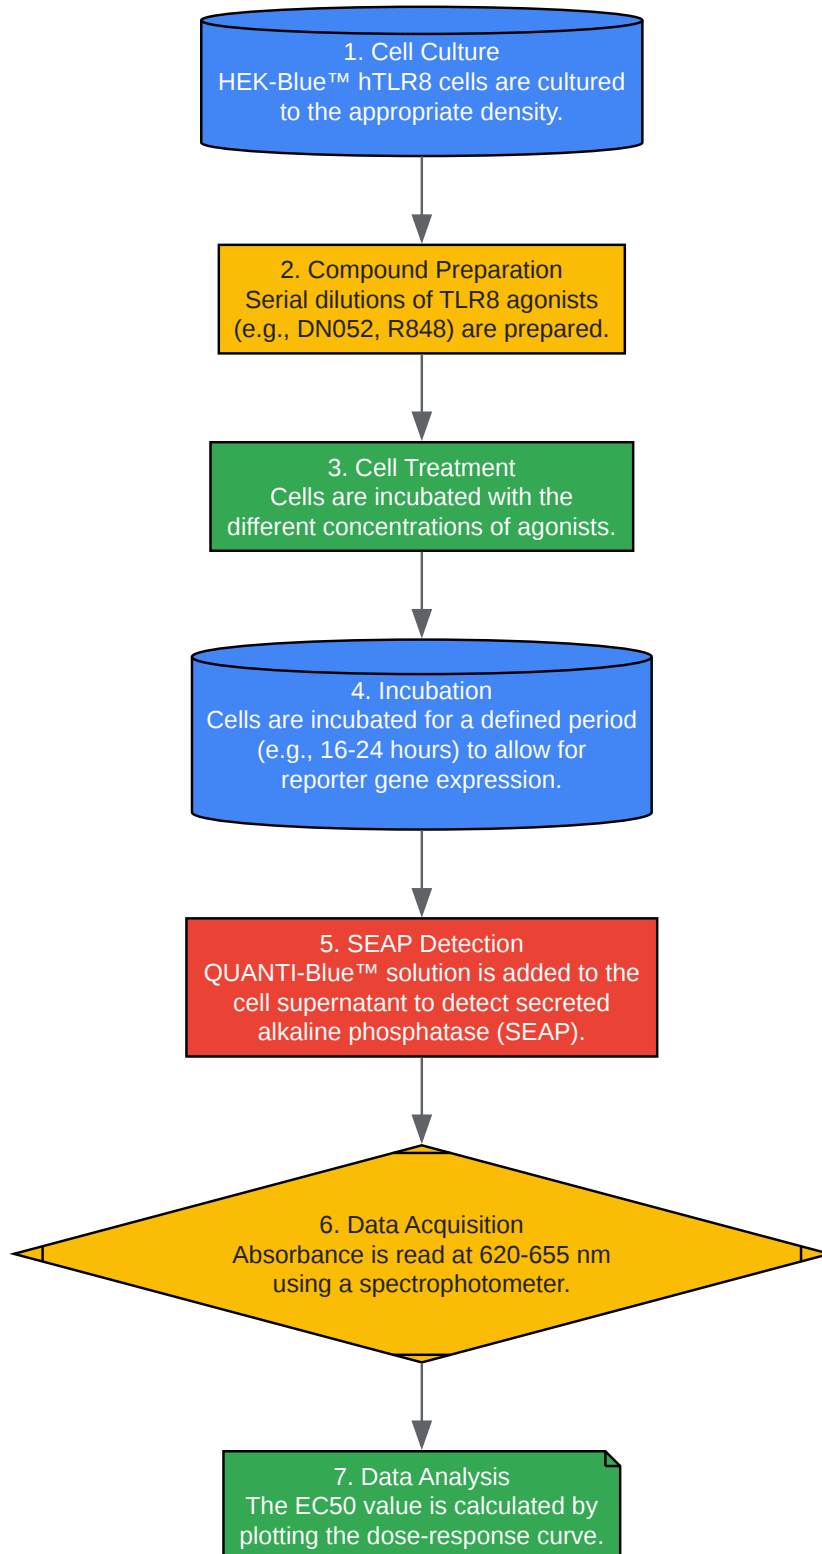 1. Cell Culture
HEK-Blue™ hTLR8 cells are cultured
to the appropriate density.
2. Compound Preparation
Serial dilutions of TLR8 agonists
(e.g., DN052, R848) are prepared.
3. Cell Treatment
Cells are incubated with the
different concentrations of agonists.
4. Incubation
Cells are incubated for a defined period
(e.g., 16-24 hours) to allow for
reporter gene expression.
5. SEAP Detection
QUANTI-Blue™ solution is added to the
cell supernatant to detect secreted
alkaline phosphatase (SEAP).
6. Data Acquisition
Absorbance is read at 620-655 nm
using a spectrophotometer.
7. Data Analysis
The EC50 value is calculated by
plotting the dose-response curve.